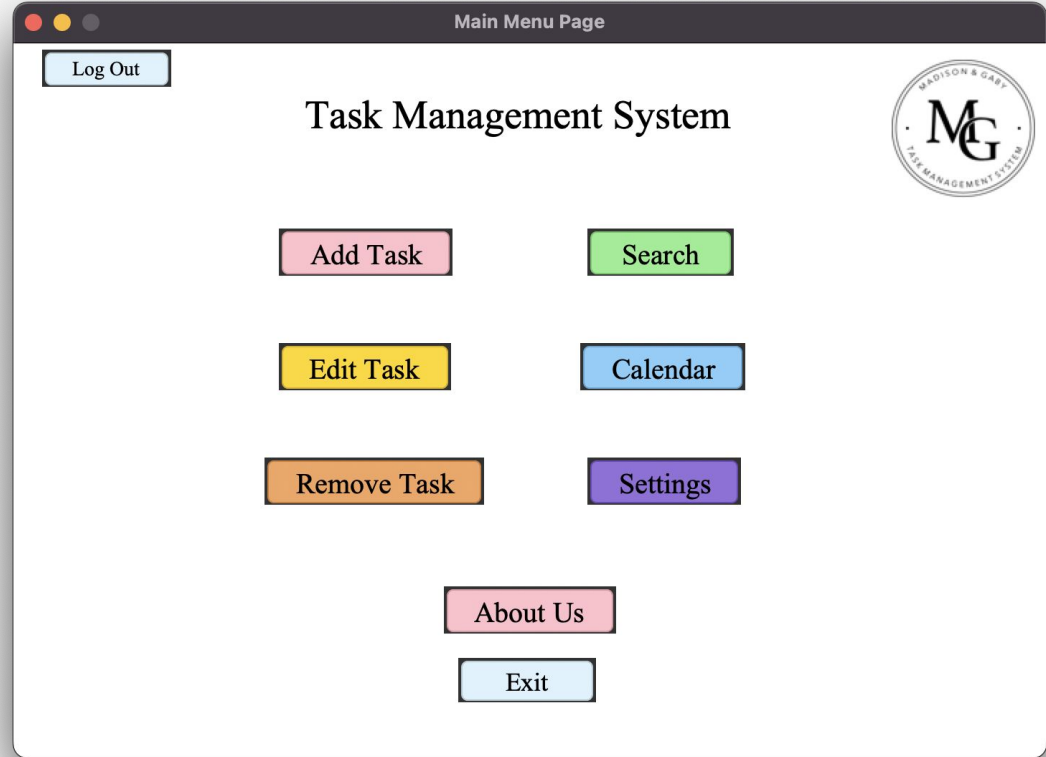 Main Menu Page
Log Out
Task Management System
MADISON & GABY
MG
TASK MANAGEMENT SYSTEM
Add Task
Search
Edit Task
Calendar
Remove Task
Settings
About Us
Exit